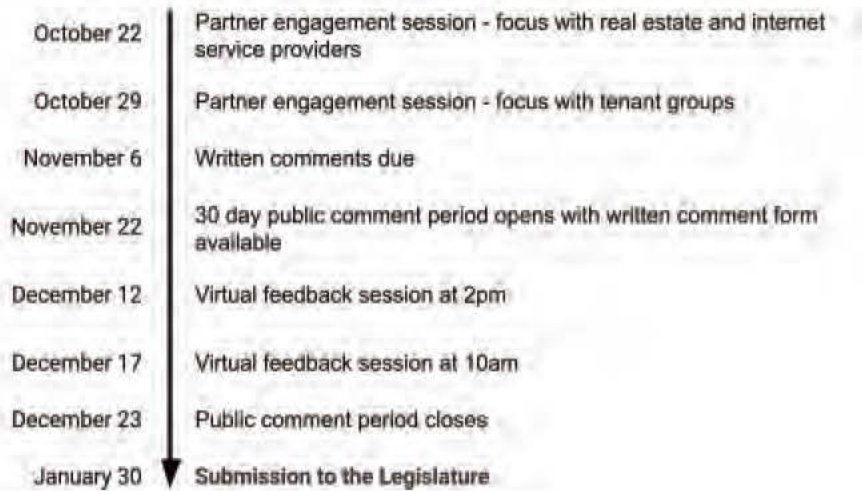 October 22 Partner engagement session - focus with real estate and internet
service providers
October 29 Partner engagement session - focus with tenant groups
November 6 Written comments due
November 22 30 day public comment period opens with written comment form
available
December 12 Virtual feedback session at 2pm
December 17 Virtual feedback session at 10am
December 23 Public comment period closes
January 30 Submission to the Legislature